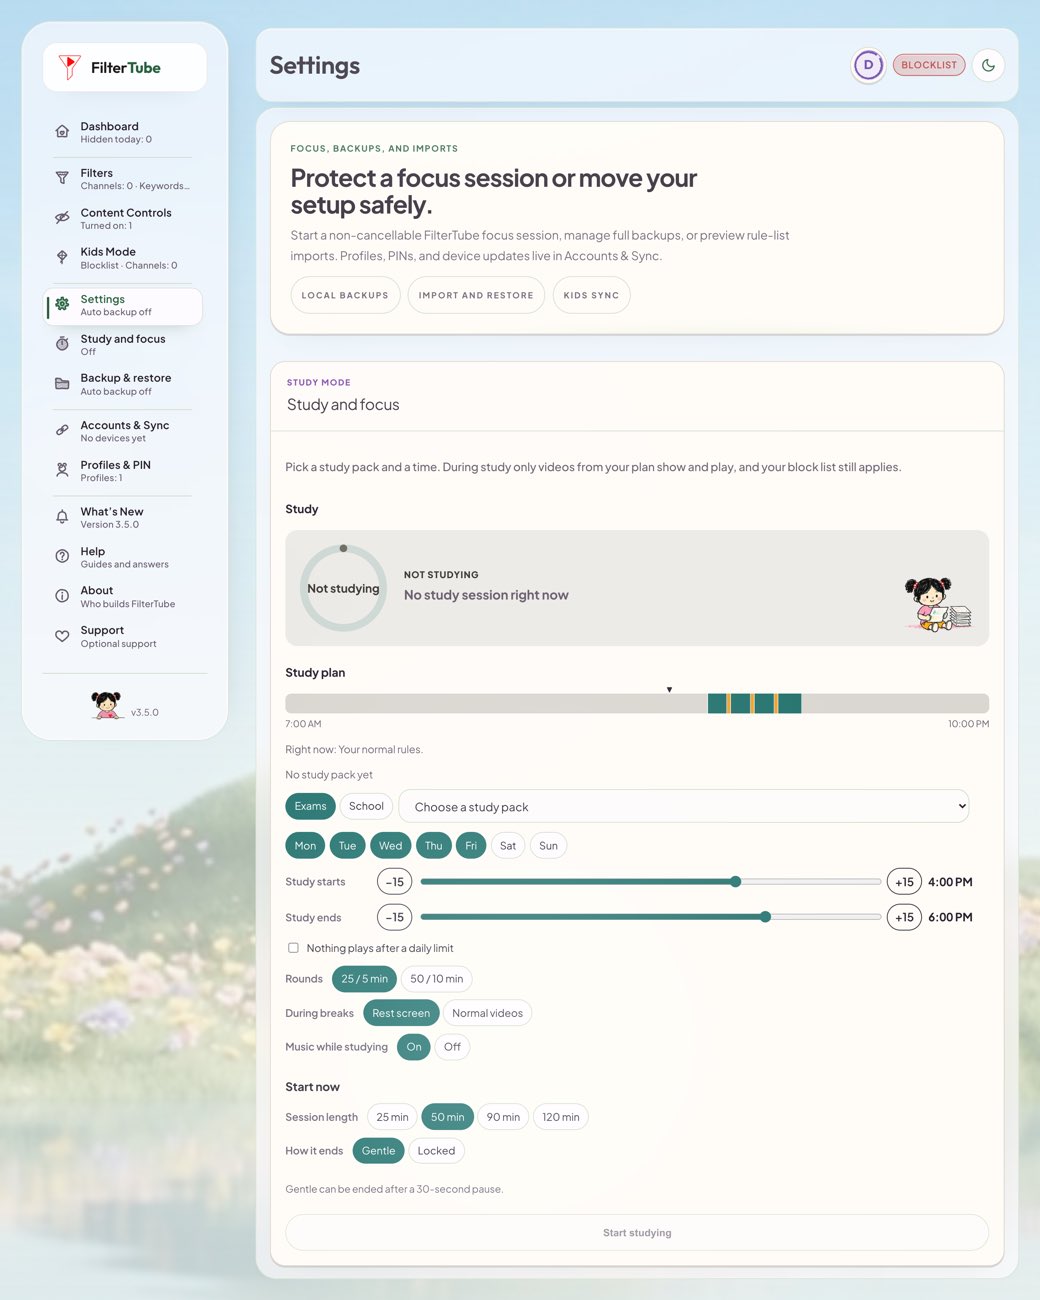 FilterTube
Dashboard
Hidden today: 0
Filters
Channels: 0 · Keywords...
Content Controls
Turned on: 1
Kids Mode
Blocklist · Channels: 0
Settings
Auto backup off
Study and focus
Off
Backup & restore
Auto backup off
Accounts & Sync
No devices yet
Profiles & PIN
Profiles: 1
What's New
Version 3.5.0
Help
Guides and answers
About
Who builds FilterTube
Support
Optional support
v3.5.0
Settings
D
BLOCKLIST
FOCUS, BACKUPS, AND IMPORTS
Protect a focus session or move your
setup safely.
Start a non-cancellable FilterTube focus session, manage full backups, or preview rule-list
imports. Profiles, PINs, and device updates live in Accounts & Sync.
LOCAL BACKUPS IMPORT AND RESTORE KIDS SYNC
STUDY MODE
Study and focus
Pick a study pack and a time. During study only videos from your plan show and play, and your block list still applies.
Study
Not studying
NOT STUDYING
No study session right now
Study plan
7:00 AM 10:00 PM
Right now: Your normal rules.
No study pack yet
Exams School Choose a study pack
Mon Tue Wed Thu Fri Sat Sun
Study starts −15 +15 4:00 PM
Study ends −15 +15 6:00 PM
Nothing plays after a daily limit
Rounds 25 / 5 min 50 / 10 min
During breaks Rest screen Normal videos
Music while studying On Off
Start now
Session length 25 min 50 min 90 min 120 min
How it ends Gentle Locked
Gentle can be ended after a 30-second pause.
Start studying